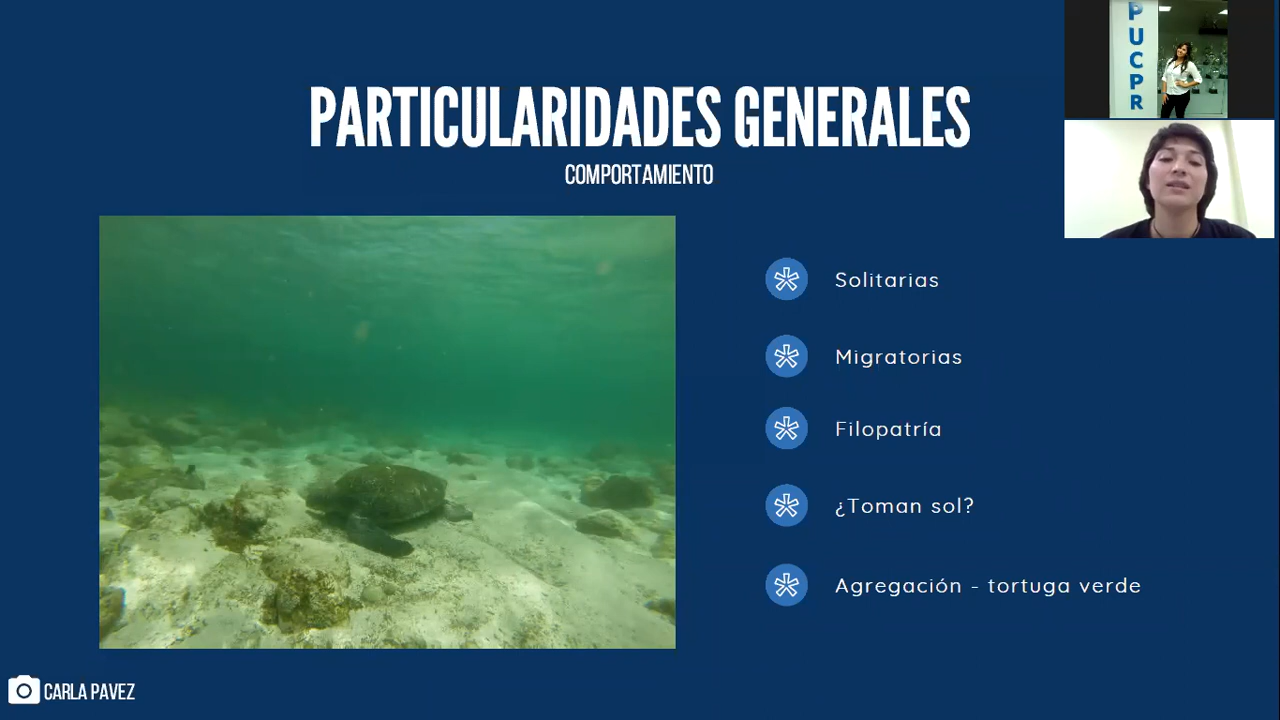 PARTICULARIDADES GENERALES
COMPORTAMIENTO
PUCPR
Solitarias
Migratorias
Filopatría
¿Toman sol?
Agregación - tortuga verde
CARLA PAVEZ